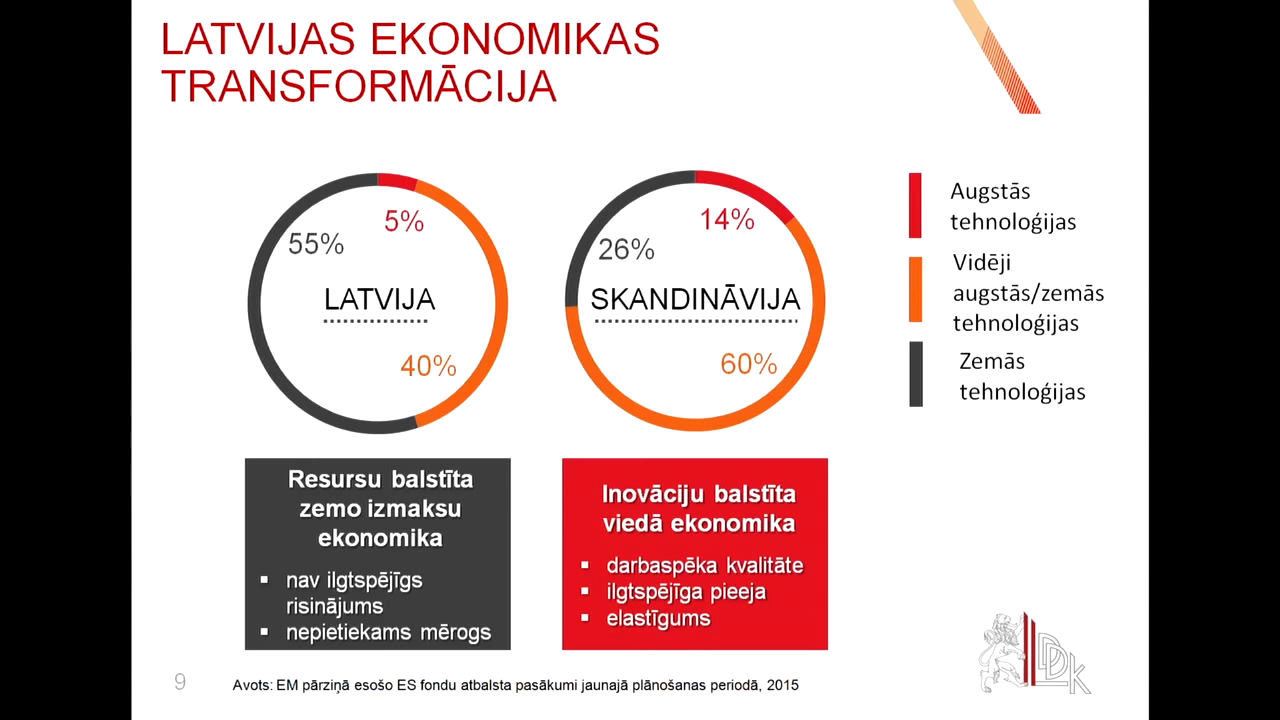 LATVIJAS EKONOMIKAS
TRANSFORMĀCIJA
5%
55%
LATVIJA
40%
14%
26%
SKANDINĀVIJA
60%
Augstās
tehnoloģijas
Vidēji
augstās/zemās
tehnoloģijas
Zemās
tehnoloģijas
Resursu balstīta
zemo izmaksu
ekonomika
▪ nav ilgtspējīgs
risinājums
▪ nepietiekams mērogs
Inovāciju balstīta
viedā ekonomika
▪ darbaspēka kvalitāte
▪ ilgtspējīga pieeja
▪ elastīgums
LDDK
9
Avots: EM pārziņā esošo ES fondu atbalsta pasākumi jaunajā plānošanas periodā, 2015